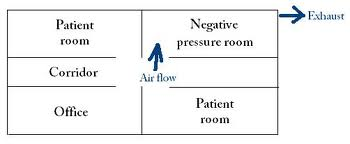 Patient
room
Negative
pressure room
Exhaust
Corridor
Air flow
Office
Patient
room